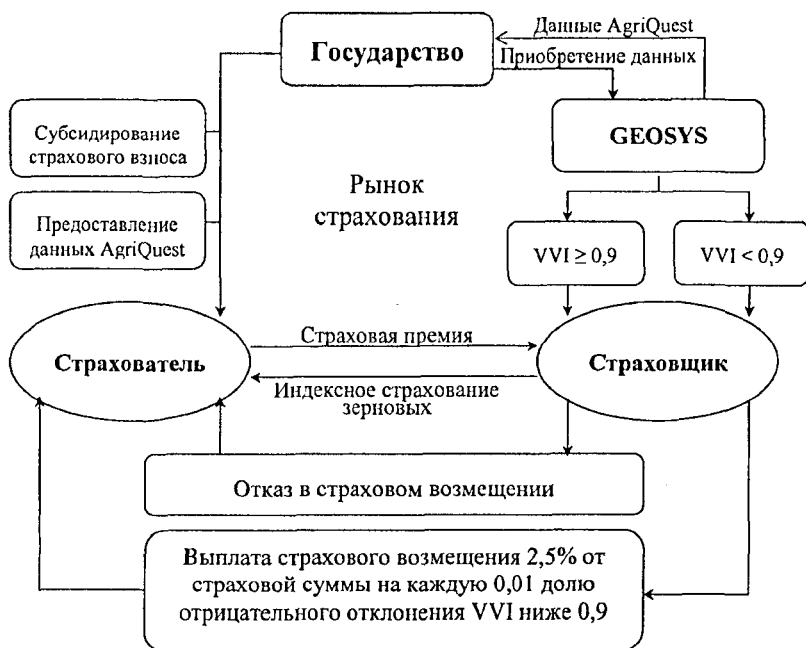 Данные AgriQuest
Государство
Приобретение данных
Субсидирование
страхового взноса
GEOSYS
Рынок
страхования
Предоставление
данных AgriQuest
VVI ≥ 0,9
VVI < 0,9
Страховая премия
Страхователь
Страховщик
Индексное страхование
зерновых
Отказ в страховом возмещении
Выплата страхового возмещения 2,5% от
страховой суммы на каждую 0,01 долю
отрицательного отклонения VVI ниже 0,9